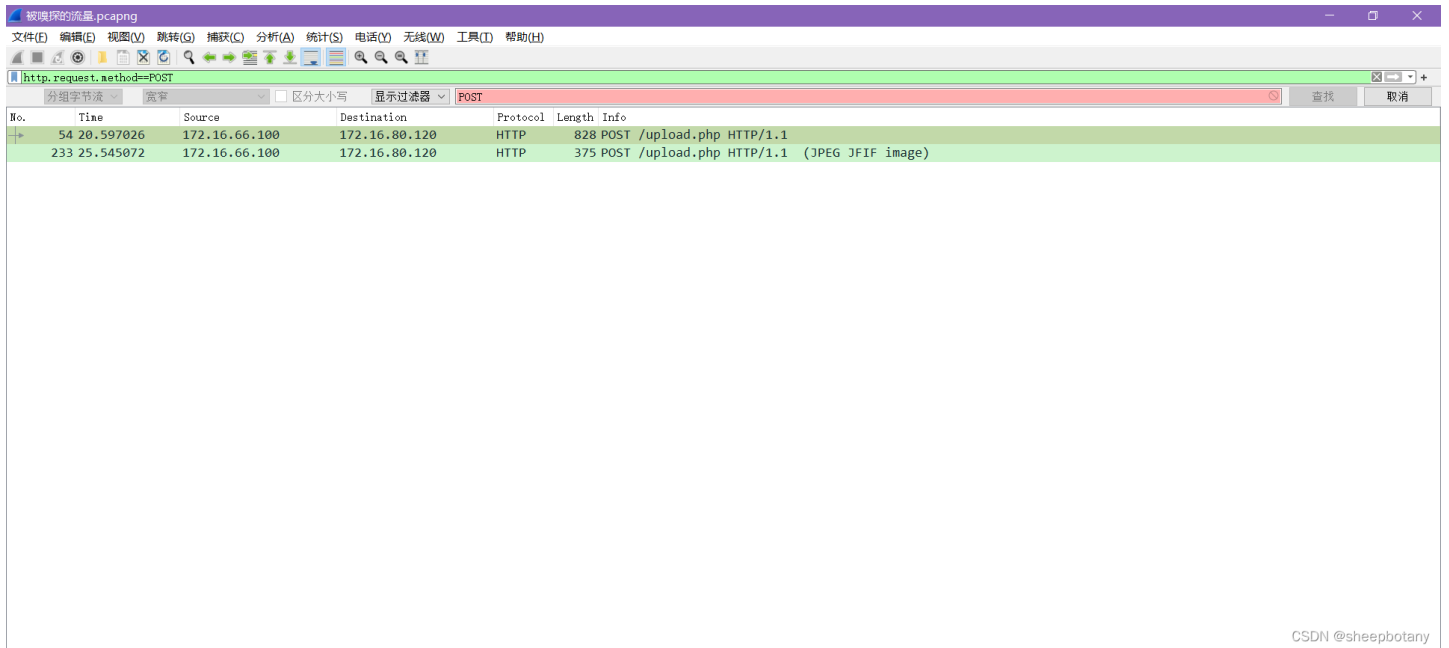 被嗅探的流量.pcapng
文件(F) 编辑(E) 视图(V) 跳转(G) 捕获(C) 分析(A) 统计(S) 电话(Y) 无线(W) 工具(T) 帮助(H)
http.request.method==POST
分组字节流 宽窄 区分大小写 显示过滤器 POST 查找 取消
No. Time Source Destination Protocol Length Info
54 20.597026 172.16.66.100 172.16.80.120 HTTP 828 POST /upload.php HTTP/1.1
233 25.545072 172.16.66.100 172.16.80.120 HTTP 375 POST /upload.php HTTP/1.1 (JPEG JFIF image)
CSDN @sheepbotany